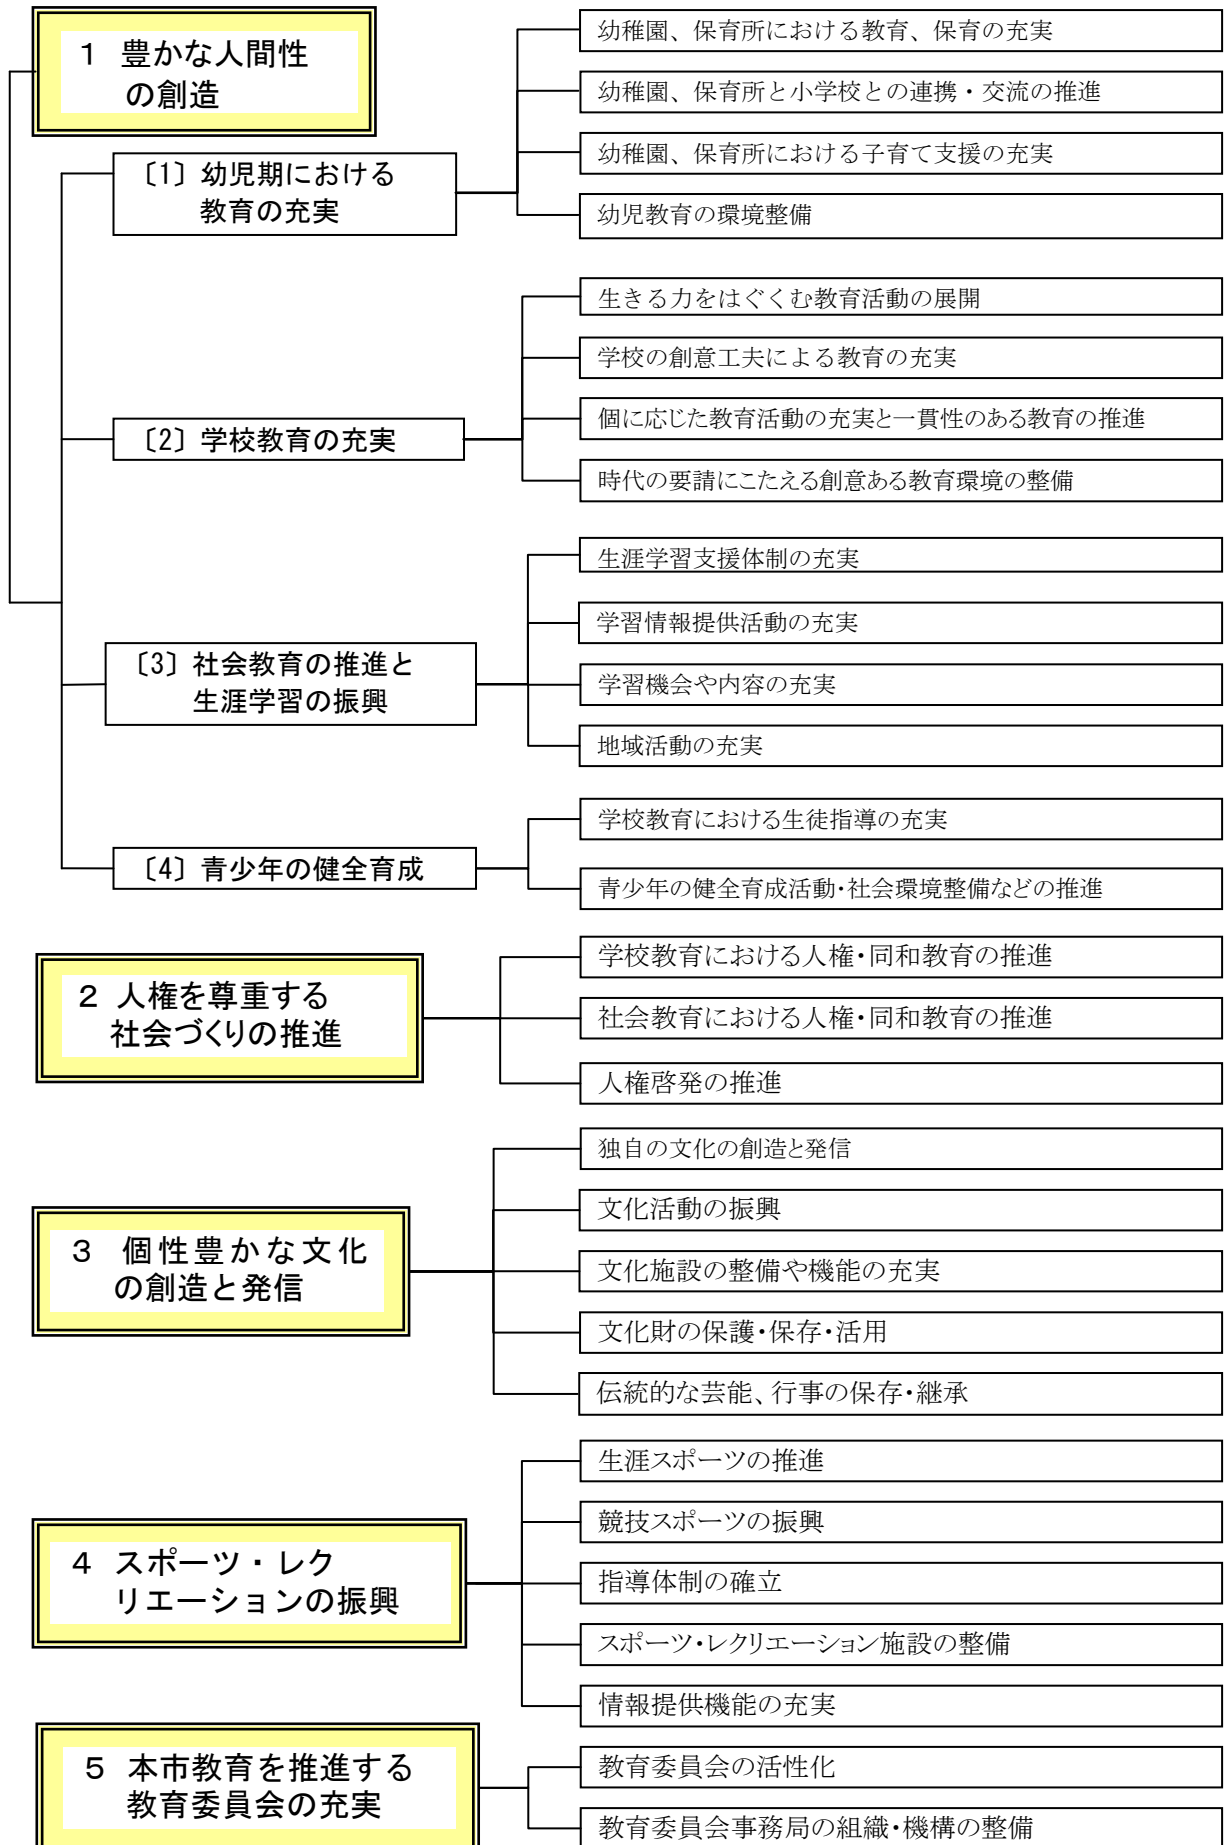 1 豊かな人間性
の創造
〔1〕幼児期における
教育の充実
幼稚園、保育所における教育、保育の充実
幼稚園、保育所と小学校との連携・交流の推進
幼稚園、保育所における子育て支援の充実
幼児教育の環境整備
〔2〕学校教育の充実
生きる力をはぐくむ教育活動の展開
学校の創意工夫による教育の充実
個に応じた教育活動の充実と一貫性のある教育の推進
時代の要請にこたえる創意ある教育環境の整備
〔3〕社会教育の推進と
生涯学習の振興
生涯学習支援体制の充実
学習情報提供活動の充実
学習機会や内容の充実
地域活動の充実
〔4〕青少年の健全育成
学校教育における生徒指導の充実
青少年の健全育成活動・社会環境整備などの推進
2 人権を尊重する
社会づくりの推進
学校教育における人権・同和教育の推進
社会教育における人権・同和教育の推進
人権啓発の推進
3 個性豊かな文化
の創造と発信
独自の文化の創造と発信
文化活動の振興
文化施設の整備や機能の充実
文化財の保護・保存・活用
伝統的な芸能、行事の保存・継承
4 スポーツ・レク
リエーションの振興
生涯スポーツの推進
競技スポーツの振興
指導体制の確立
スポーツ・レクリエーション施設の整備
情報提供機能の充実
5 本市教育を推進する
教育委員会の充実
教育委員会の活性化
教育委員会事務局の組織・機構の整備